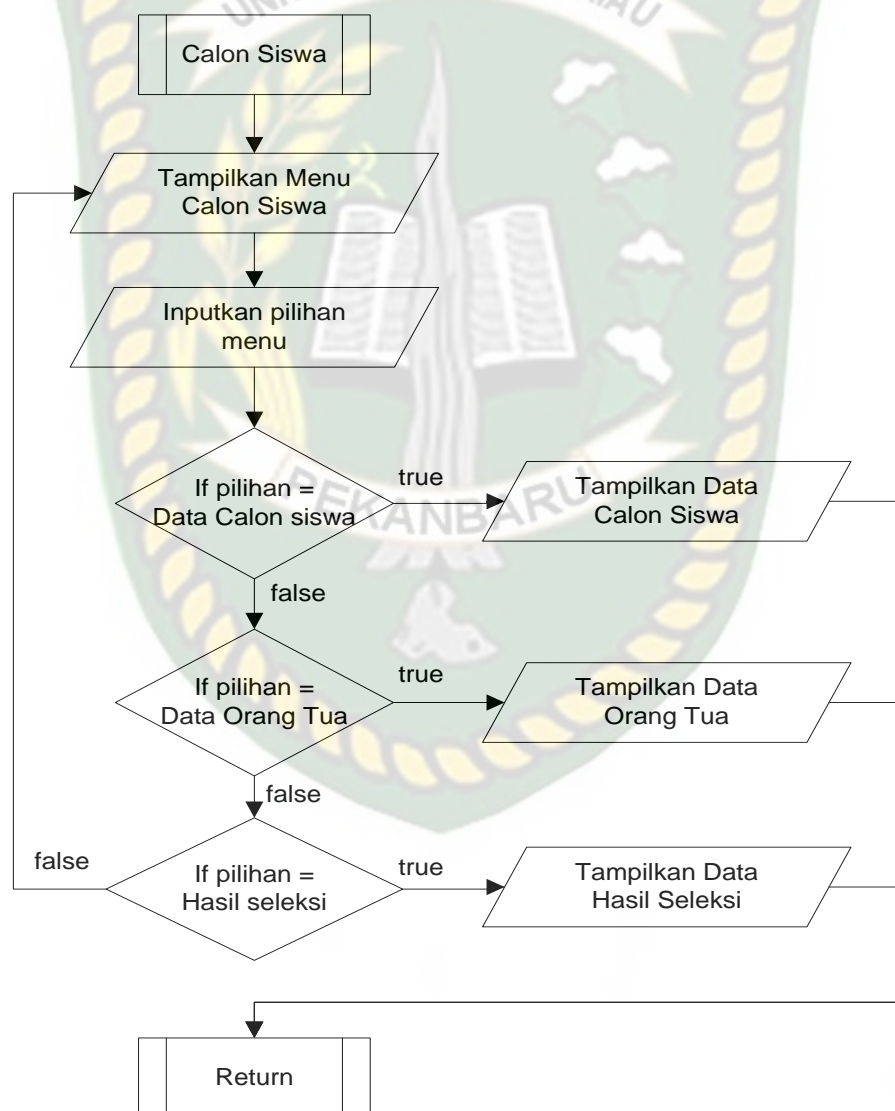 Calon Siswa
Tampilkan Menu
Calon Siswa
Inputkan pilihan
menu
If pilihan =
Data Calon siswa
true
Tampilkan Data
Calon Siswa
PEKANBARU
false
If pilihan =
Data Orang Tua
true
Tampilkan Data
Orang Tua
false
If pilihan =
Hasil seleksi
false
true
Tampilkan Data
Hasil Seleksi
Return